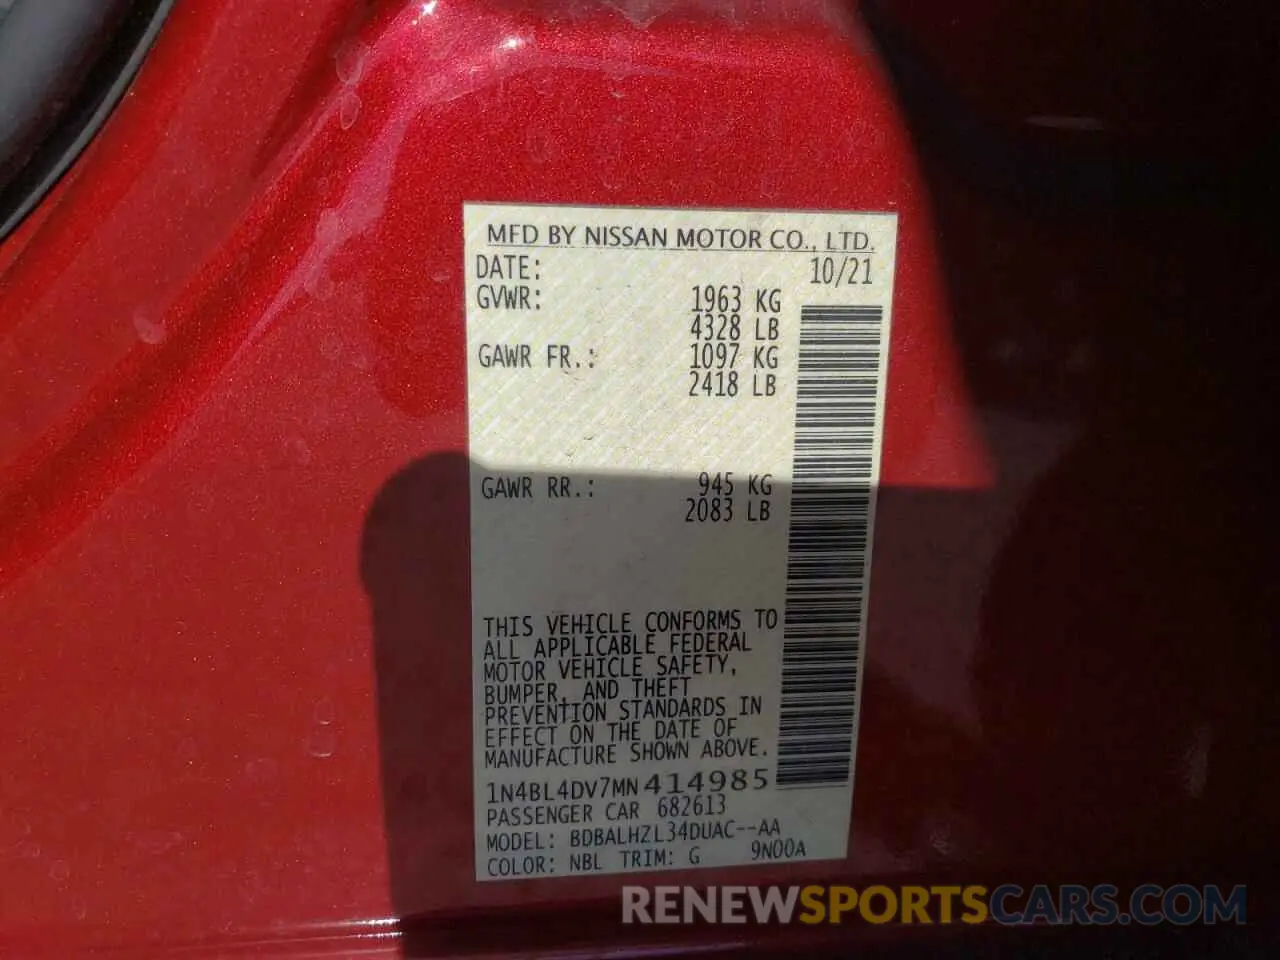 MFD BY NISSAN MOTOR CO., LTD.
DATE: 10/21
GVWR: 1963 KG
4328 LB
GAWR FR.: 1097 KG
2418 LB
GAWR RR.: 945 KG
2083 LB
THIS VEHICLE CONFORMS TO
ALL APPLICABLE FEDERAL
MOTOR VEHICLE SAFETY,
BUMPER, AND THEFT
PREVENTION STANDARDS IN
EFFECT ON THE DATE OF
MANUFACTURE SHOWN ABOVE.
1N4BL4DV7MN414985
PASSENGER CAR 682613
MODEL: BDBALHZL34DUAC--AA
COLOR: NBL TRIM: G 9N00A
RENEWSPORTSCARS.COM